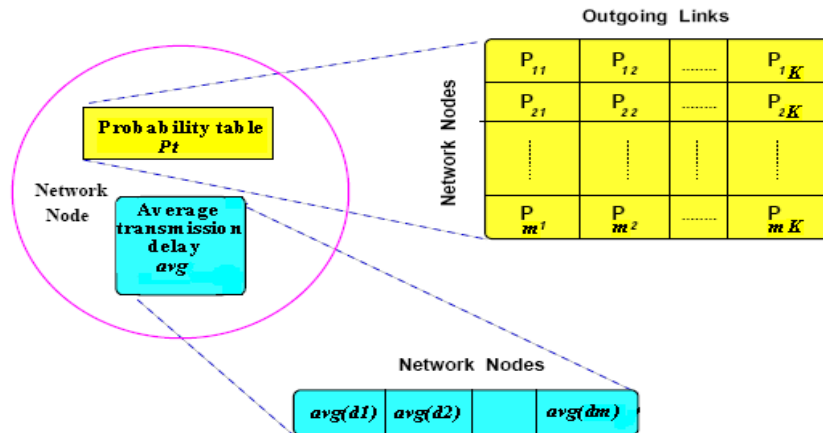 Outgoing Links
Network Nodes
P11 P12 ........ P1K
P21 P22 ........ P2K
Pm1 Pm2 ........ PmK
Probability table
Pt
Network
Node
Average
transmission
delay
avg
Network Nodes
avg(d1) avg(d2) avg(dm)